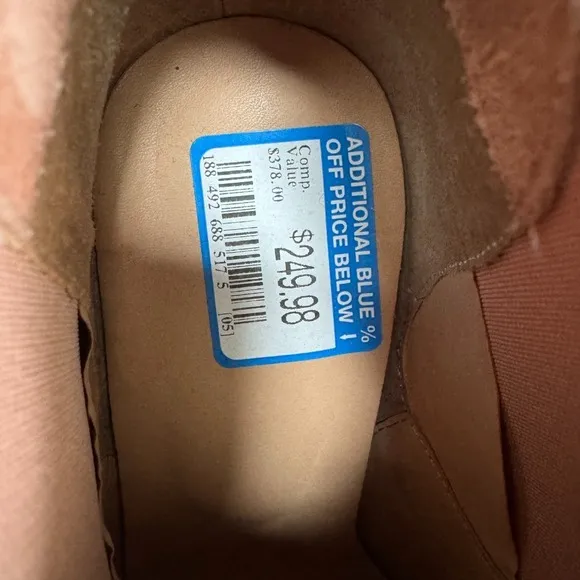 ADDITIONAL BLUE %
OFF PRICE BELOW
Comp.
Value
$378.00
$249.98
188 492 688 517 5 [05]